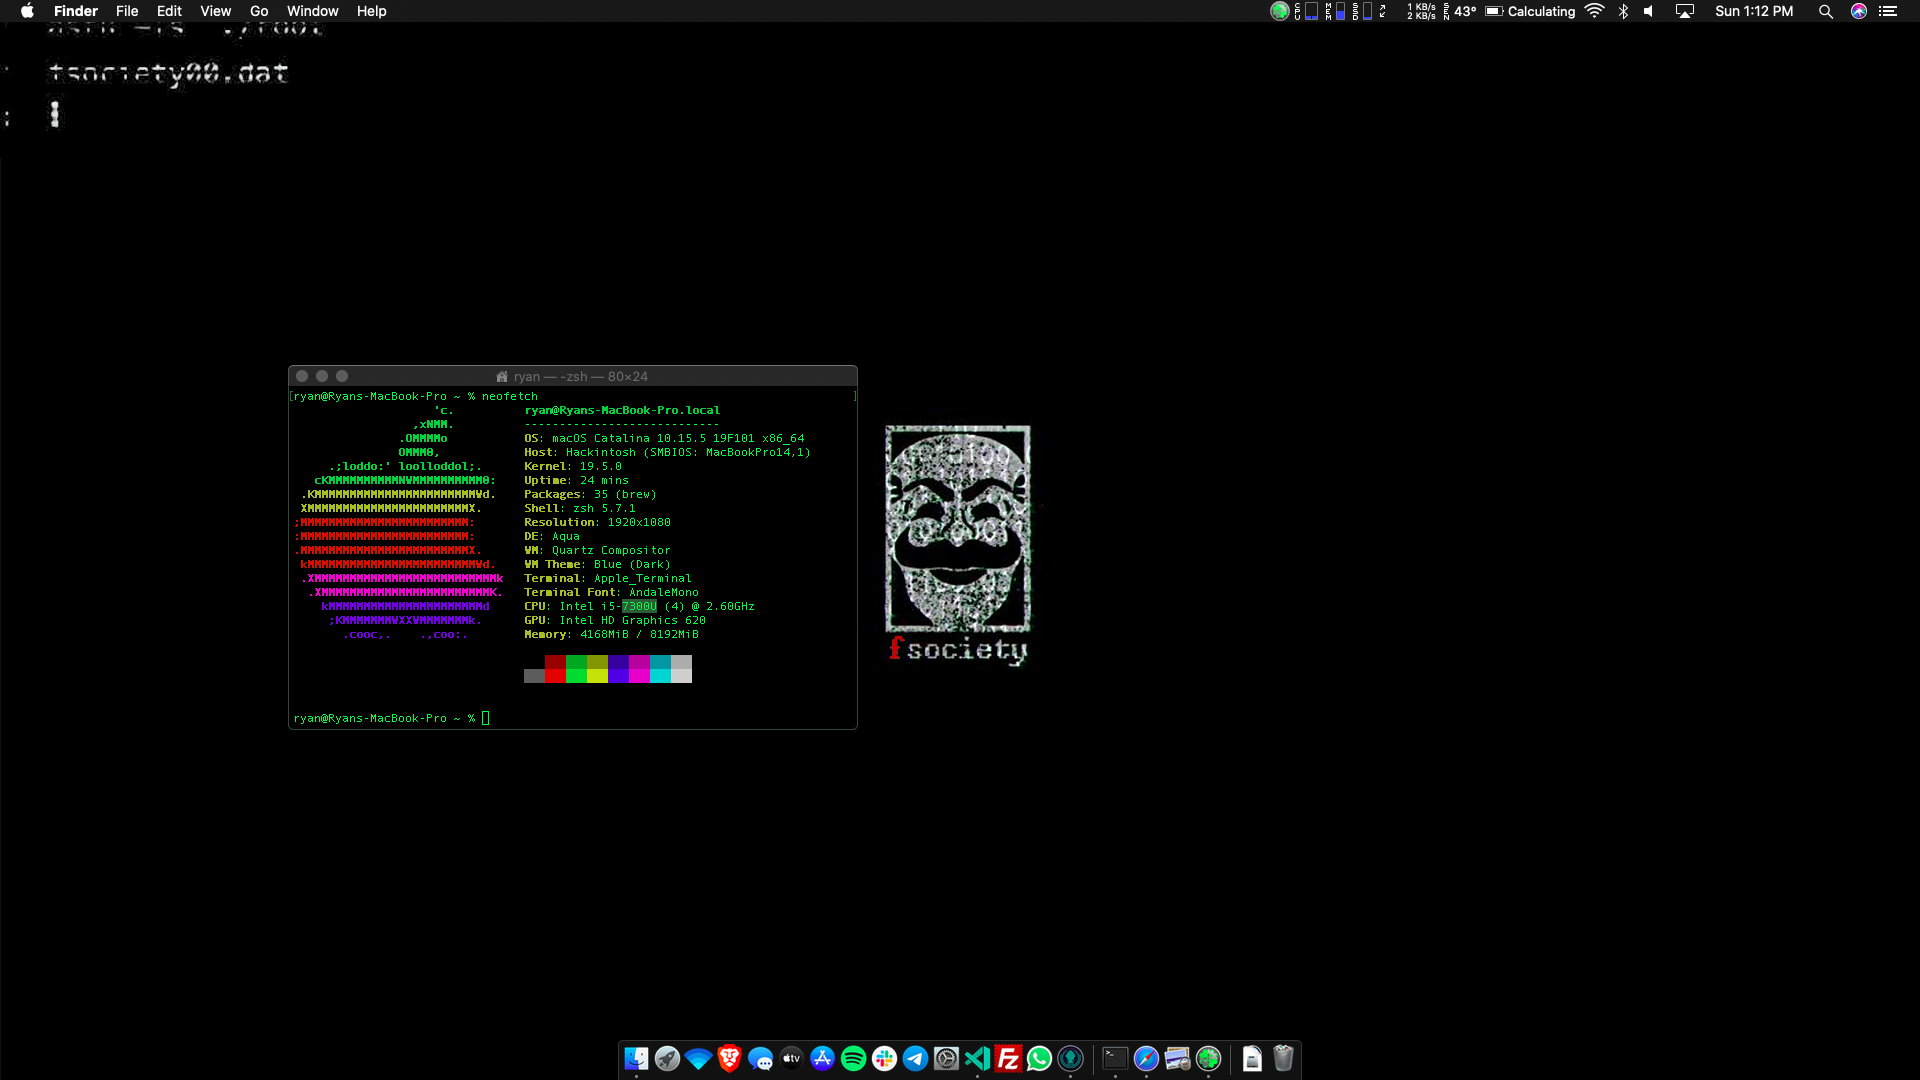 Finder File Edit View Go Window Help
CPU MEM SSD 1 KB/s 2 KB/s SEN 43° Calculating Sun 1:12 PM
fsociety00.dat
ryan — -zsh — 80×24
[ryan@Ryans-MacBook-Pro ~ % neofetch ]
'c. ryan@Ryans-MacBook-Pro.local
,xNMM. ---------------------------
.OMMMMo OS: macOS Catalina 10.15.5 19F101 x86_64
OMMM0, Host: Hackintosh (SMBIOS: MacBookPro14,1)
.;loddo:' loolloddol;. Kernel: 19.5.0
cKMMMMMMMMMMNWMMMMMMMMMM0: Uptime: 24 mins
.KMMMMMMMMMMMMMMMMMMMMMMMWd. Packages: 35 (brew)
XMMMMMMMMMMMMMMMMMMMMMMMX. Shell: zsh 5.7.1
;MMMMMMMMMMMMMMMMMMMMMMMM: Resolution: 1920x1080
:MMMMMMMMMMMMMMMMMMMMMMMM: DE: Aqua
.MMMMMMMMMMMMMMMMMMMMMMMMX. WM: Quartz Compositor
kMMMMMMMMMMMMMMMMMMMMMMMMWd. WM Theme: Blue (Dark)
.XMMMMMMMMMMMMMMMMMMMMMMMMMMk Terminal: Apple_Terminal
.XMMMMMMMMMMMMMMMMMMMMMMMMK. Terminal Font: AndaleMono
kMMMMMMMMMMMMMMMMMMMMMMd CPU: Intel i5-7300U (4) @ 2.60GHz
;KMMMMMMMWXXWMMMMMMMk. GPU: Intel HD Graphics 620
.cooc,. .,coo:. Memory: 4168MiB / 8192MiB
ryan@Ryans-MacBook-Pro ~ %
fsociety
tv
Fz